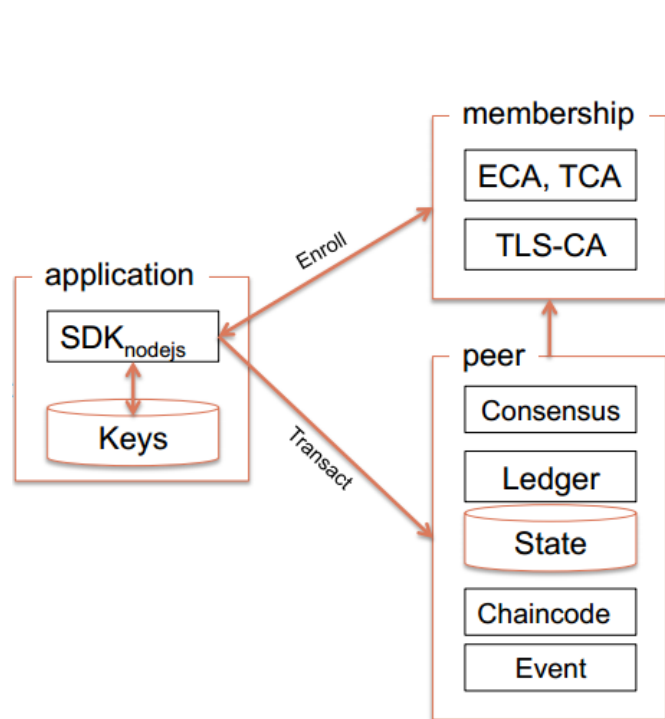 membership
ECA, TCA
TLS-CA
Enroll
application
SDKnodejs
Keys
Transact
peer
Consensus
Ledger
State
Chaincode
Event